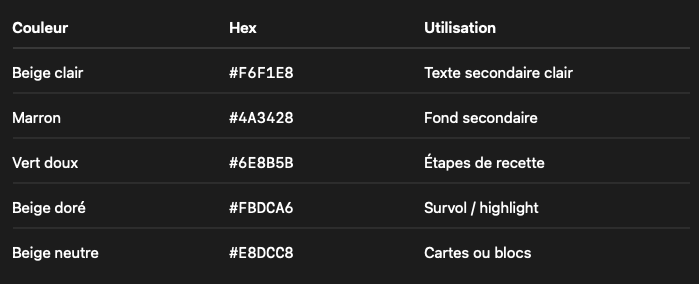 Couleur Hex Utilisation
Beige clair #F6F1E8 Texte secondaire clair
Marron #4A3428 Fond secondaire
Vert doux #6E8B5B Étapes de recette
Beige doré #FBDCA6 Survol / highlight
Beige neutre #E8DCC8 Cartes ou blocs